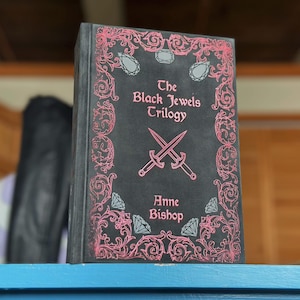 The
Black Jewels
Trilogy
Anne
Bishop